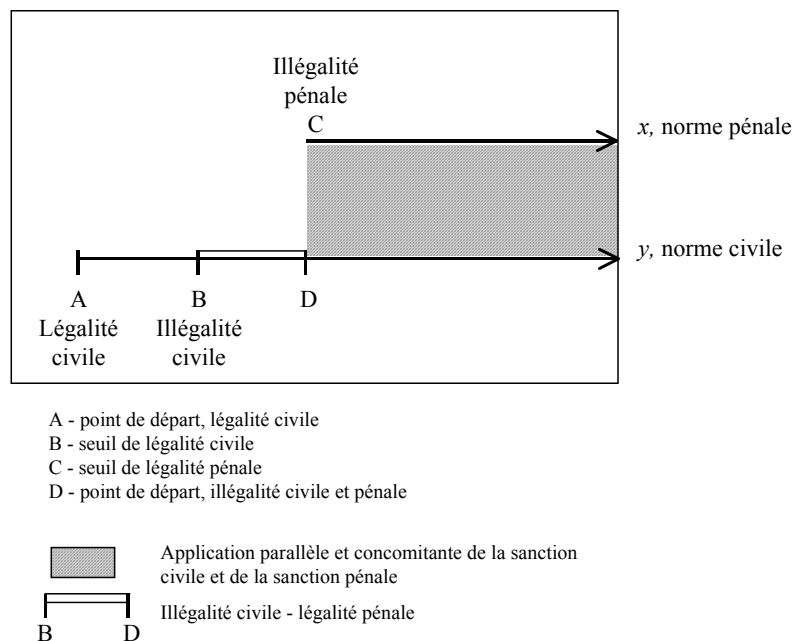 Illégalité
pénale
C
x, norme pénale
y, norme civile
A
B
D
Légalité
civile
Illégalité
civile
A - point de départ, légalité civile
B - seuil de légalité civile
C - seuil de légalité pénale
D - point de départ, illégalité civile et pénale
Application parallèle et concomitante de la sanction
civile et de la sanction pénale
Illégalité civile - légalité pénale
B
D